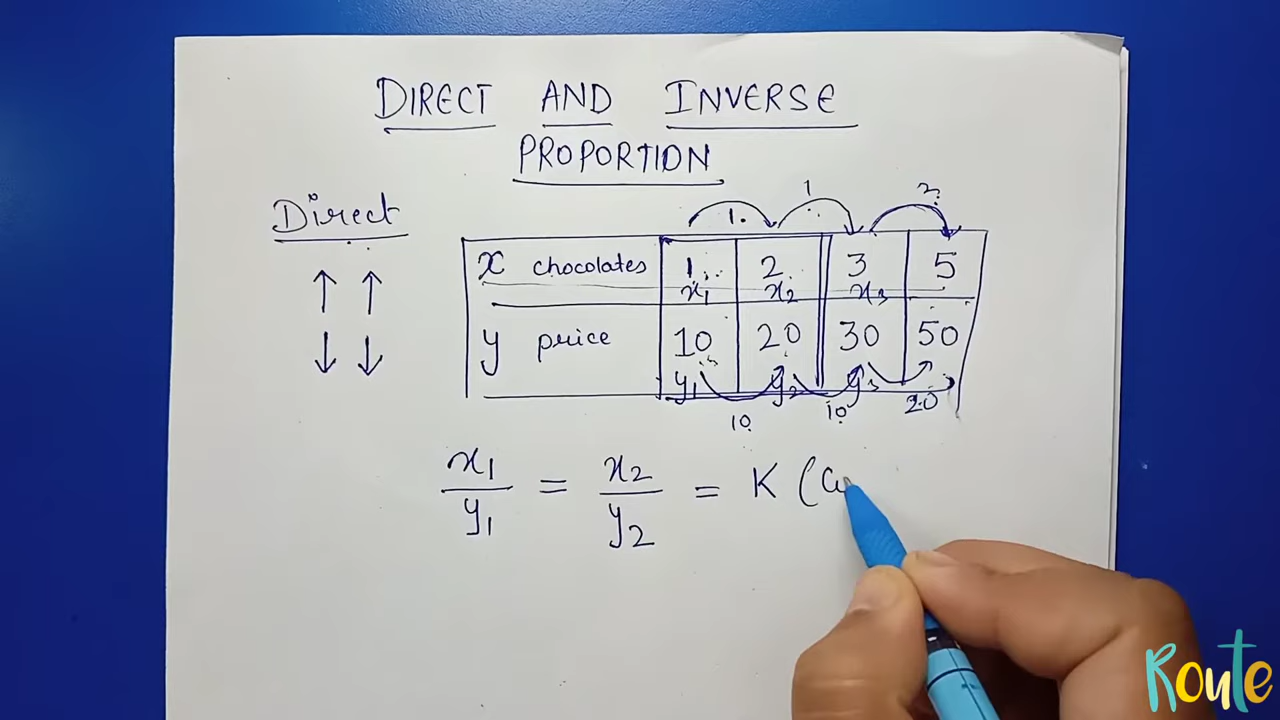 DIRECT AND INVERSE
PROPORTION
Direct
1 1 2
x chocolates 1 2 3 5
x1 x2 x3
y price 10 20 30 50
y1 y2 y3
10 10 20
x1/y1 = x2/y2 = K (
Route